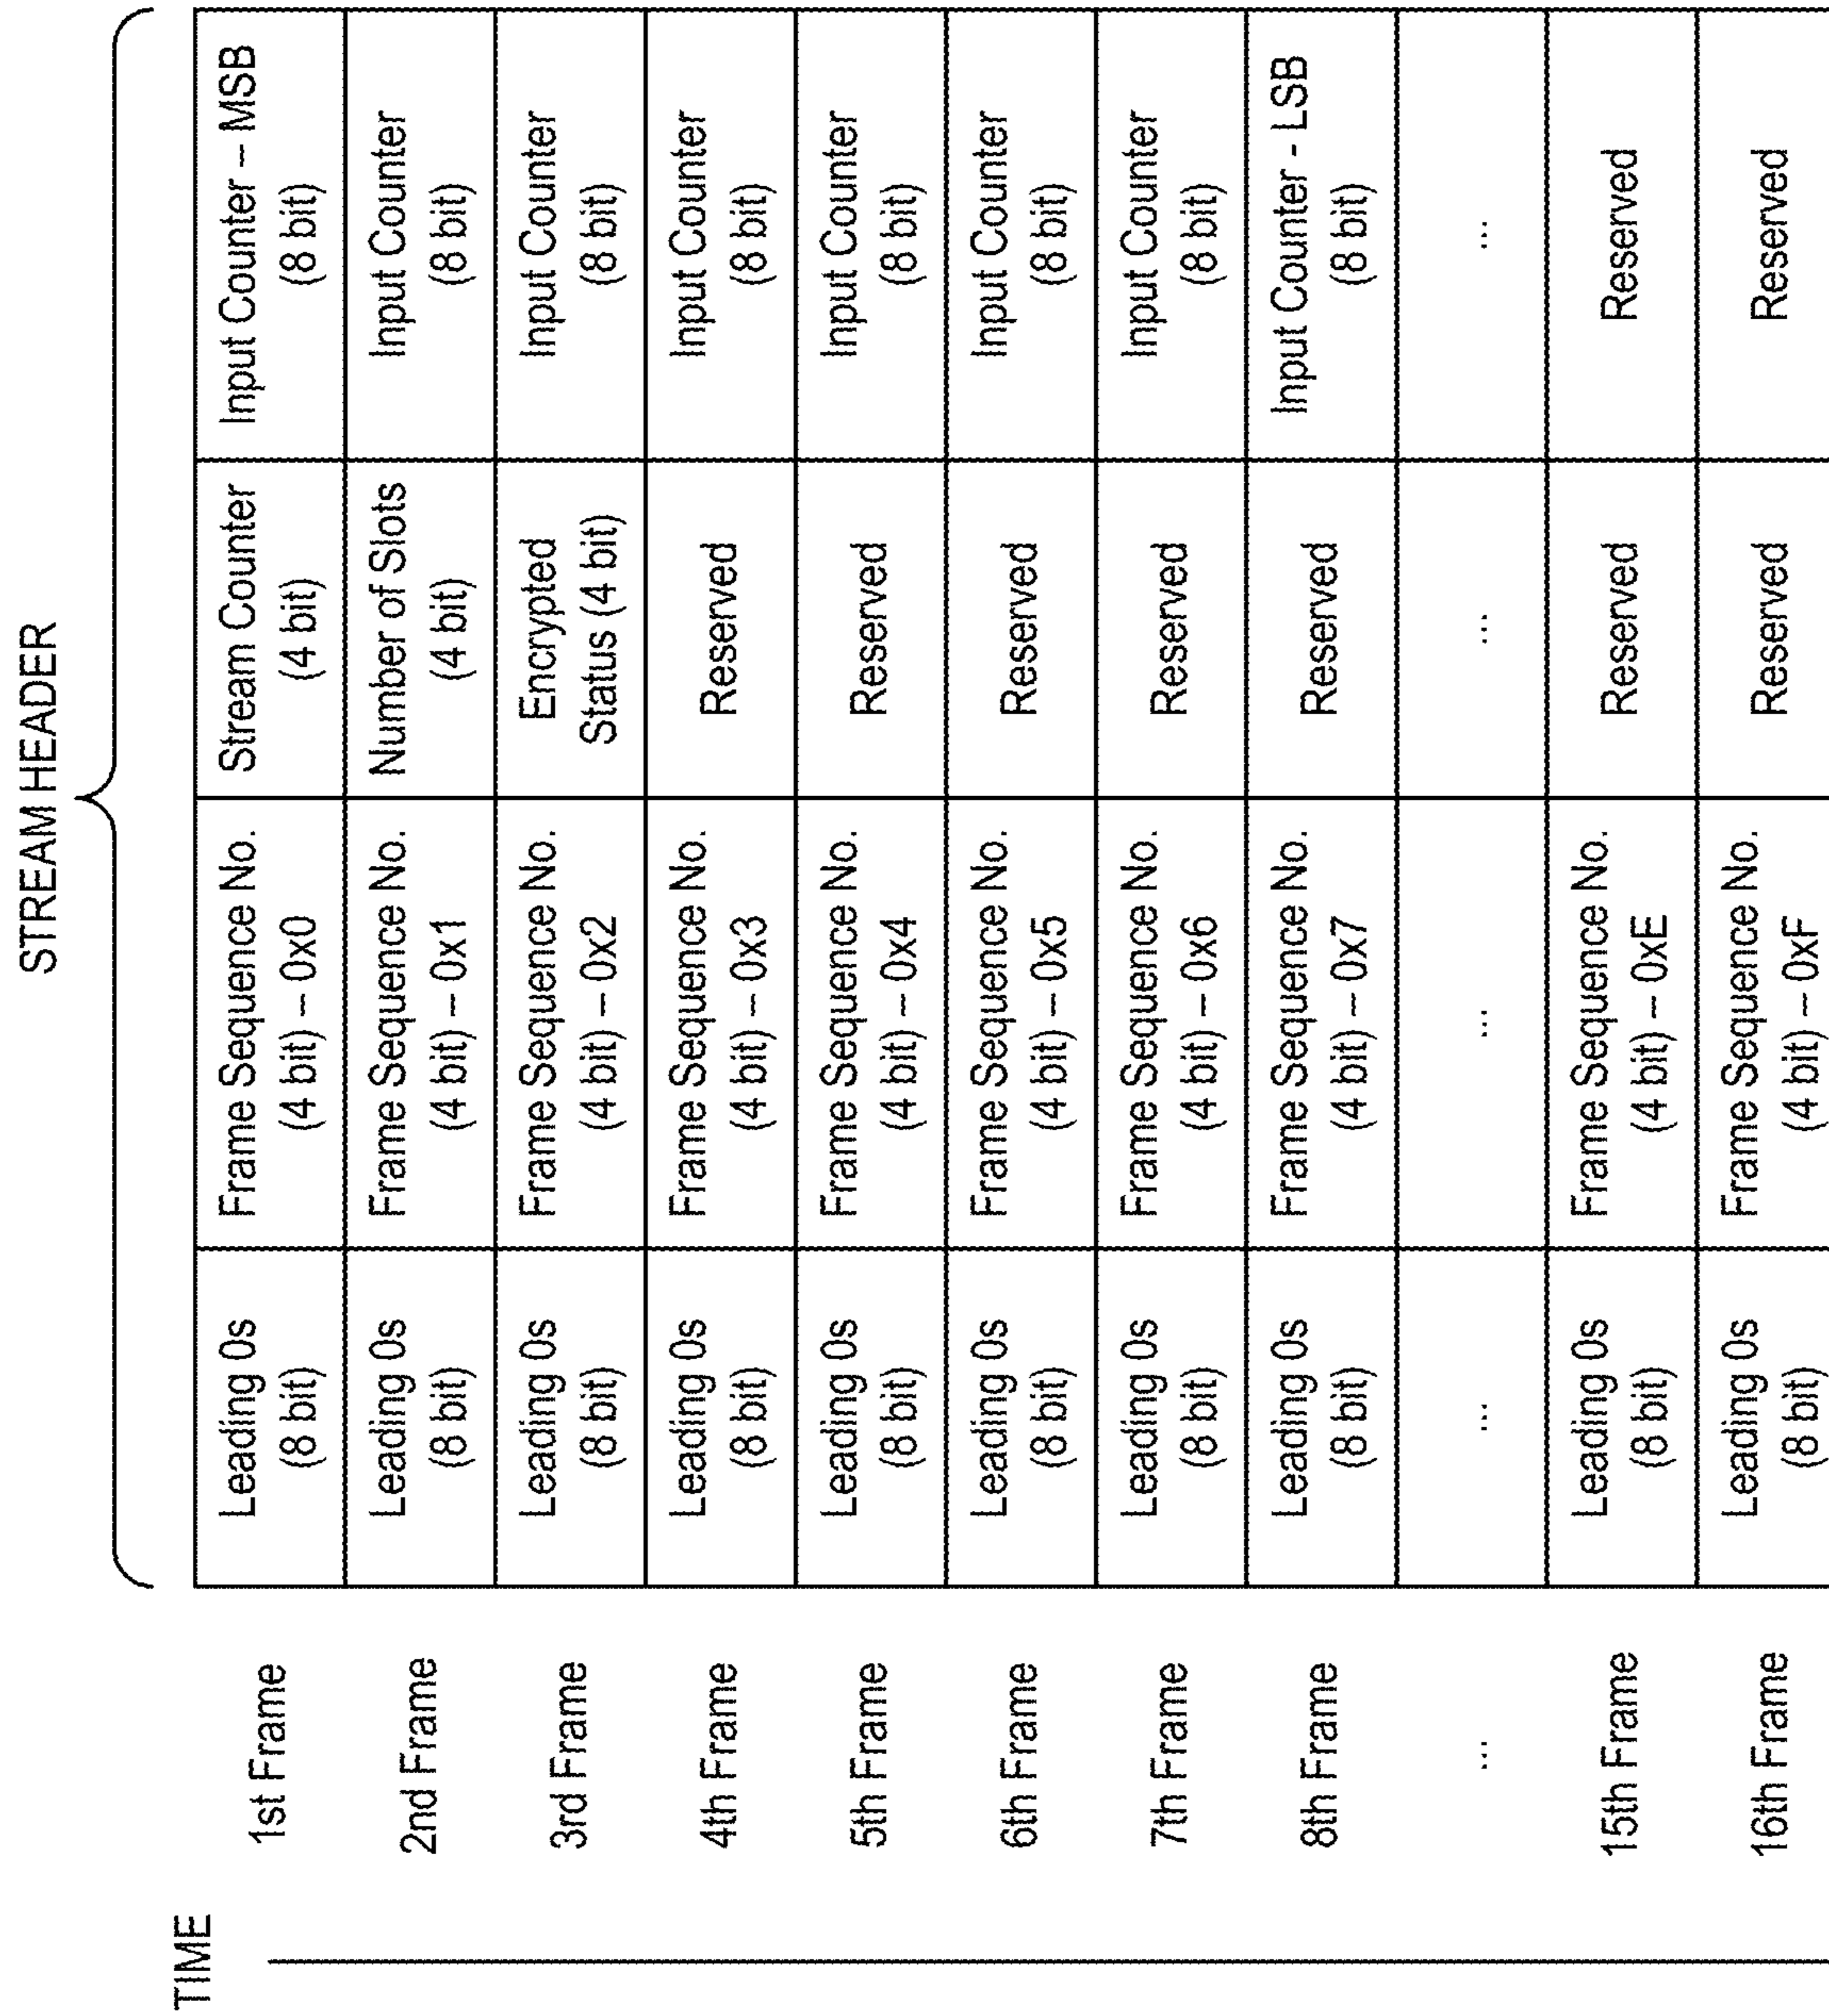 STREAM HEADER
TIME
1st Frame
Leading 0s
(8 bit)
Frame Sequence No.
(4 bit) – 0x0
Stream Counter
(4 bit)
Input Counter – MSB
(8 bit)
2nd Frame
Leading 0s
(8 bit)
Frame Sequence No.
(4 bit) – 0x1
Number of Slots
(4 bit)
Input Counter
(8 bit)
3rd Frame
Leading 0s
(8 bit)
Frame Sequence No.
(4 bit) – 0x2
Encrypted
Status (4 bit)
Input Counter
(8 bit)
4th Frame
Leading 0s
(8 bit)
Frame Sequence No.
(4 bit) – 0x3
Reserved
Input Counter
(8 bit)
5th Frame
Leading 0s
(8 bit)
Frame Sequence No.
(4 bit) – 0x4
Reserved
Input Counter
(8 bit)
6th Frame
Leading 0s
(8 bit)
Frame Sequence No.
(4 bit) – 0x5
Reserved
Input Counter
(8 bit)
7th Frame
Leading 0s
(8 bit)
Frame Sequence No.
(4 bit) – 0x6
Reserved
Input Counter
(8 bit)
8th Frame
Leading 0s
(8 bit)
Frame Sequence No.
(4 bit) – 0x7
Reserved
Input Counter - LSB
(8 bit)
...
...
...
...
...
15th Frame
Leading 0s
(8 bit)
Frame Sequence No.
(4 bit) – 0xE
Reserved
Reserved
16th Frame
Leading 0s
(8 bit)
Frame Sequence No.
(4 bit) – 0xF
Reserved
Reserved